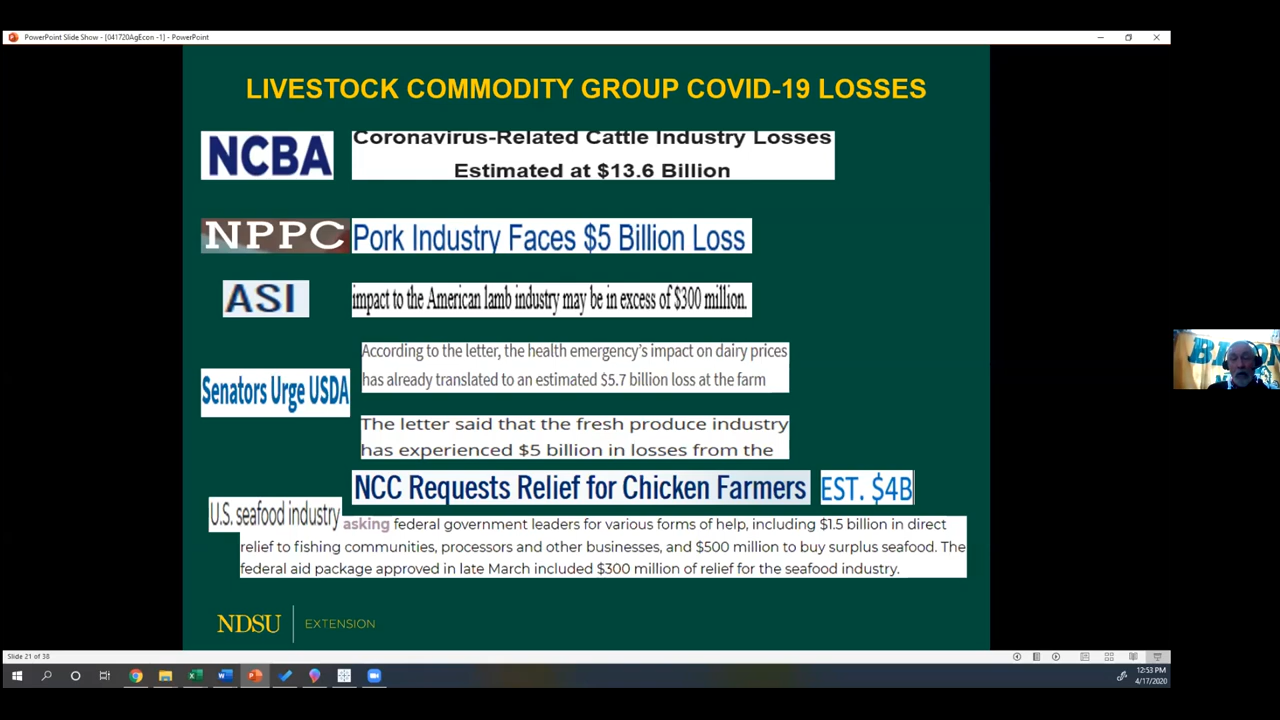 PowerPoint Slide Show - [041720AgEcon -1] - PowerPoint
LIVESTOCK COMMODITY GROUP COVID-19 LOSSES
NCBA
Coronavirus-Related Cattle Industry Losses
Estimated at $13.6 Billion
NPPC
Pork Industry Faces $5 Billion Loss
ASI
impact to the American lamb industry may be in excess of $300 million.
Senators Urge USDA
According to the letter, the health emergency's impact on dairy prices
has already translated to an estimated $5.7 billion loss at the farm
The letter said that the fresh produce industry
has experienced $5 billion in losses from the
NCC Requests Relief for Chicken Farmers
EST. $4B
U.S. seafood industry
asking federal government leaders for various forms of help, including $1.5 billion in direct
relief to fishing communities, processors and other businesses, and $500 million to buy surplus seafood. The
federal aid package approved in late March included $300 million of relief for the seafood industry.
NDSU EXTENSION
Slide 21 of 38
12:53 PM
4/17/2020